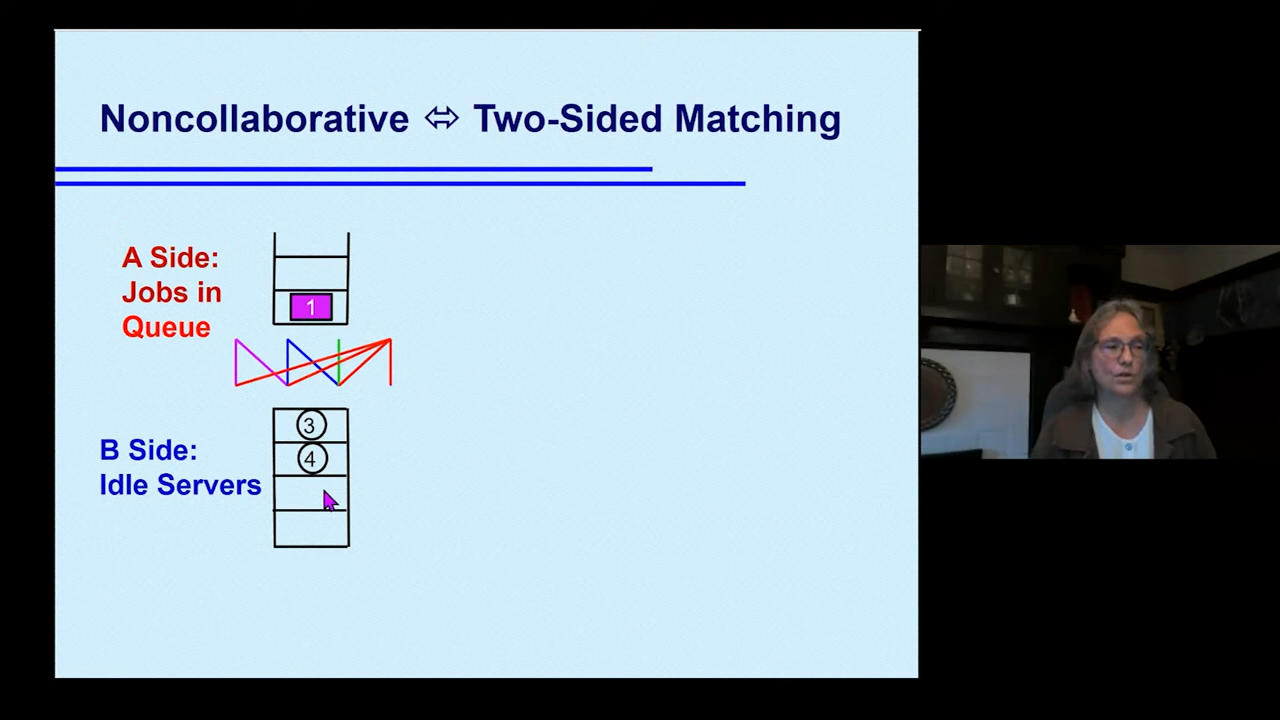 Noncollaborative ⇔ Two-Sided Matching
A Side:
Jobs in
Queue
1
3
4
B Side:
Idle Servers